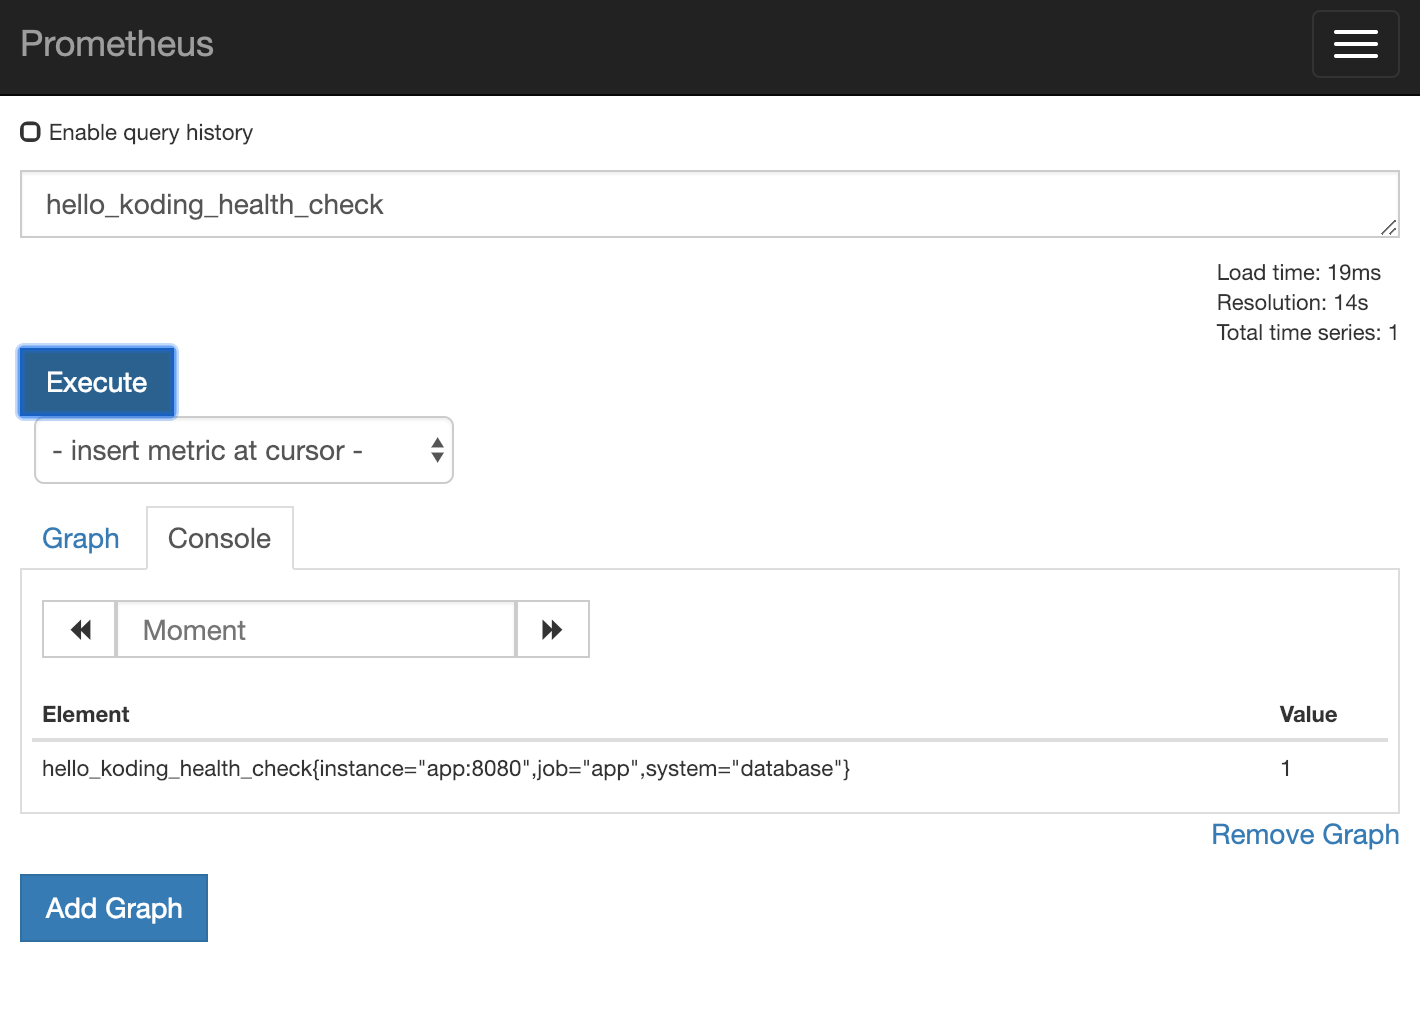 Prometheus
Enable query history
hello_koding_health_check
Load time: 19ms
Resolution: 14s
Total time series: 1
Execute
- insert metric at cursor -
Graph Console
Moment
Element Value
hello_koding_health_check{instance="app:8080",job="app",system="database"} 1
Remove Graph
Add Graph